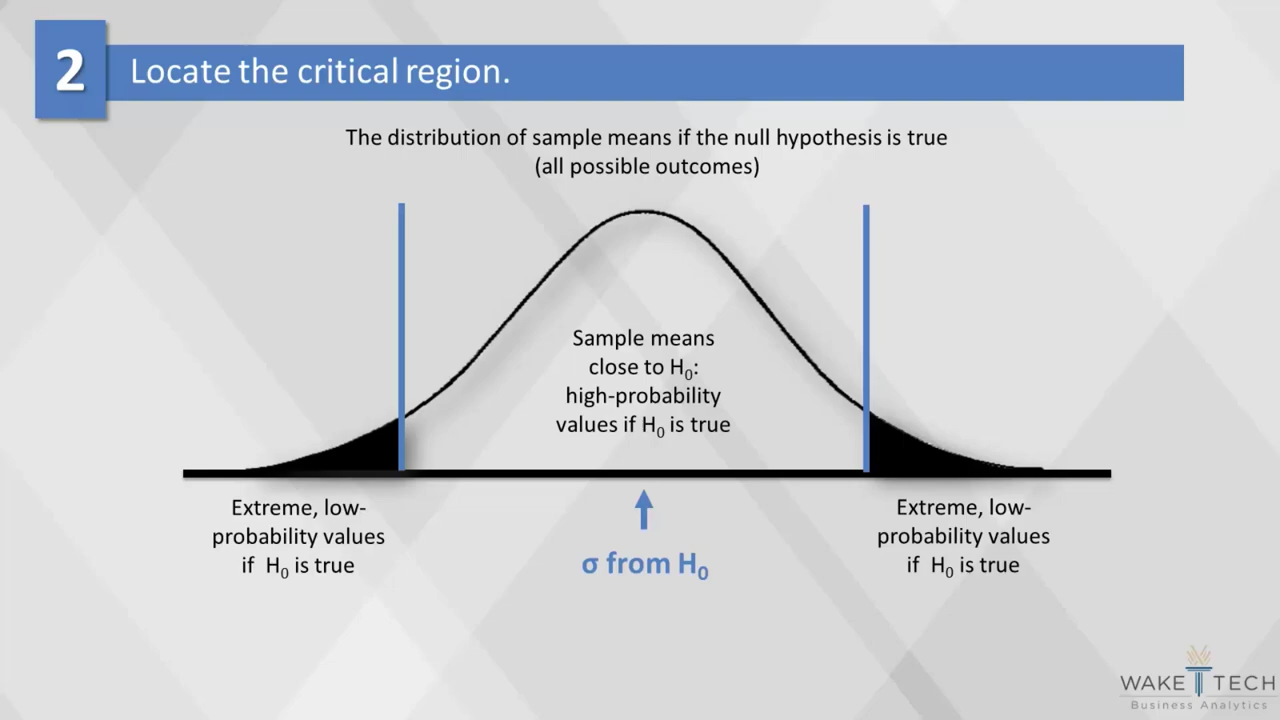 2
Locate the critical region.
The distribution of sample means if the null hypothesis is true
(all possible outcomes)
Sample means
close to H₀:
high-probability
values if H₀ is true
Extreme, low-
probability values
if H₀ is true
σ from H₀
Extreme, low-
probability values
if H₀ is true
WAKE TECH
Business Analytics